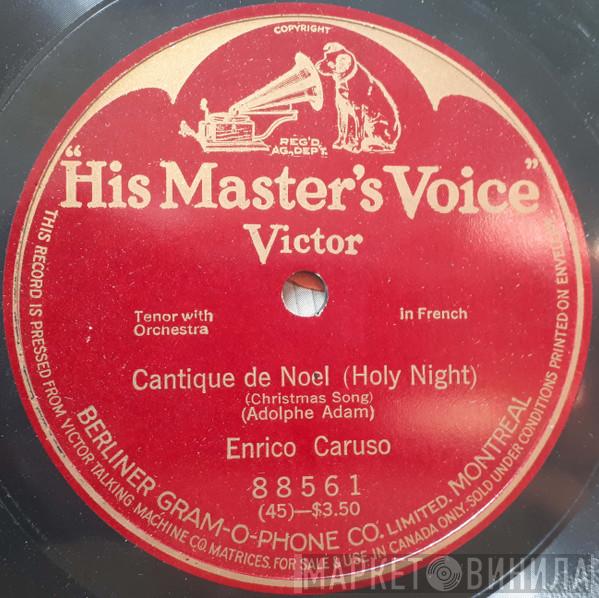 COPYRIGHT
REG'D.
AG. DEPT.
"His Master's Voice"
Victor
Tenor with
Orchestra
in French
Cantique de Noel (Holy Night)
(Christmas Song)
(Adolphe Adam)
Enrico Caruso
88561
(45)—$3.50
BERLINER GRAM-O-PHONE CO., LIMITED. MONTREAL
THIS RECORD IS PRESSED FROM VICTOR TALKING MACHINE CO. MATRICES. FOR SALE & USE IN CANADA ONLY. SOLD UNDER CONDITIONS PRINTED ON ENVELOPE
МАРКЕТ ВИНИЛА